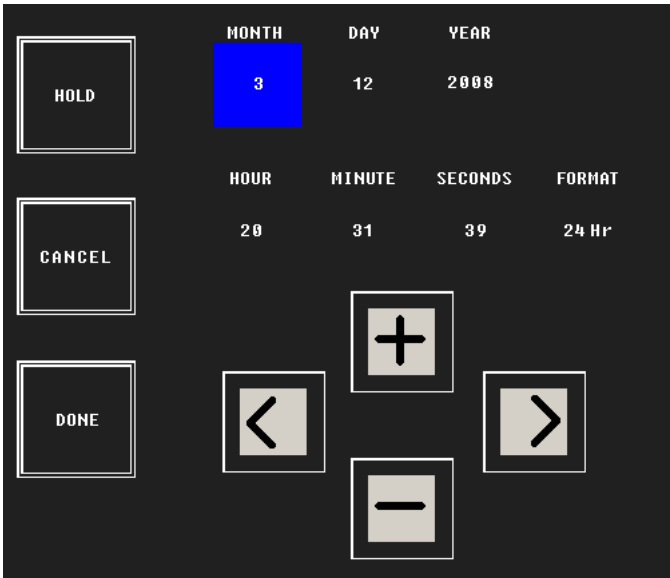 MONTH DAY YEAR
HOLD
3 12 2008
HOUR MINUTE SECONDS FORMAT
20 31 39 24 Hr
CANCEL
+
< >
DONE
−